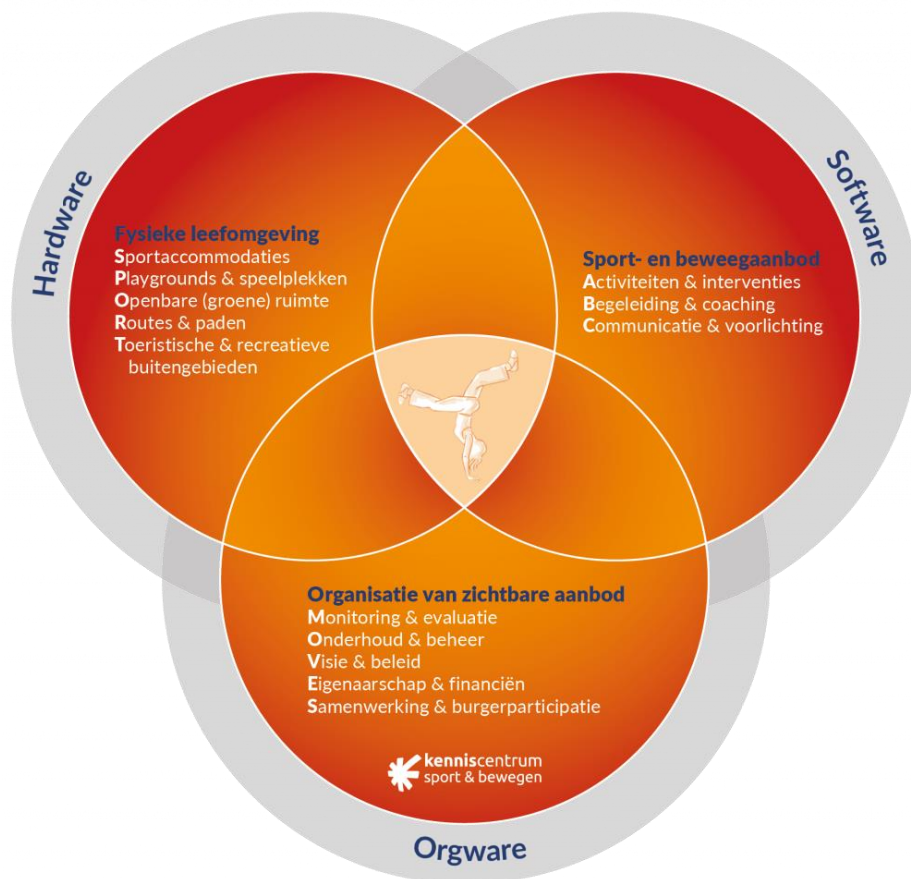 Hardware
Fysieke leefomgeving
Sportaccommodaties
Playgrounds & speelplekken
Openbare (groene) ruimte
Routes & paden
Toeristische & recreatieve
buitengebieden
Software
Sport- en beweegaanbod
Activiteiten & interventies
Begeleiding & coaching
Communicatie & voorlichting
Organisatie van zichtbare aanbod
Monitoring & evaluatie
Onderhoud & beheer
Visie & beleid
Eigenaarschap & financiën
Samenwerking & burgerparticipatie
kenniscentrum
sport & bewegen
Orgware